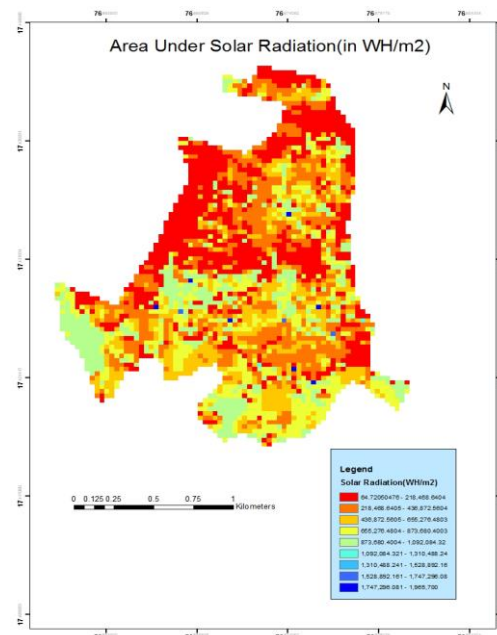 Area Under Solar Radiation(in WH/m2)
N
Legend
Solar Radiation(WH/m2)
64.72060476 - 218,468.6404
218,468.6405 - 436,872.5604
436,872.5605 - 655,276.4803
655,276.4804 - 873,680.4003
873,680.4004 - 1,092,084.32
1,092,084.321 - 1,310,488.24
1,310,488.241 - 1,528,892.16
1,528,892.161 - 1,747,296.08
1,747,296.081 - 1,965,700
0 0.125 0.25 0.5 0.75 1
Kilometers